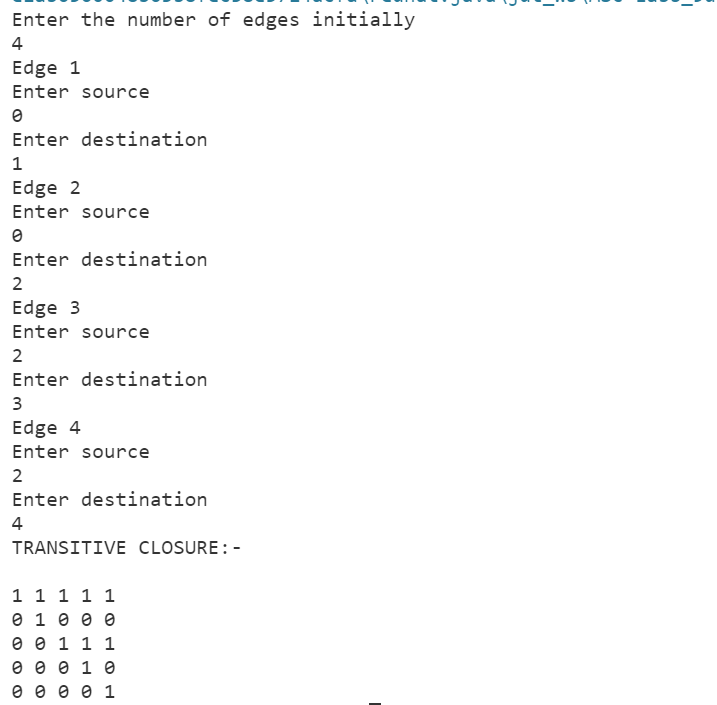 Enter the number of edges initially
4
Edge 1
Enter source
0
Enter destination
1
Edge 2
Enter source
0
Enter destination
2
Edge 3
Enter source
2
Enter destination
3
Edge 4
Enter source
2
Enter destination
4
TRANSITIVE CLOSURE:-
1 1 1 1 1
0 1 0 0 0
0 0 1 1 1
0 0 0 1 0
0 0 0 0 1